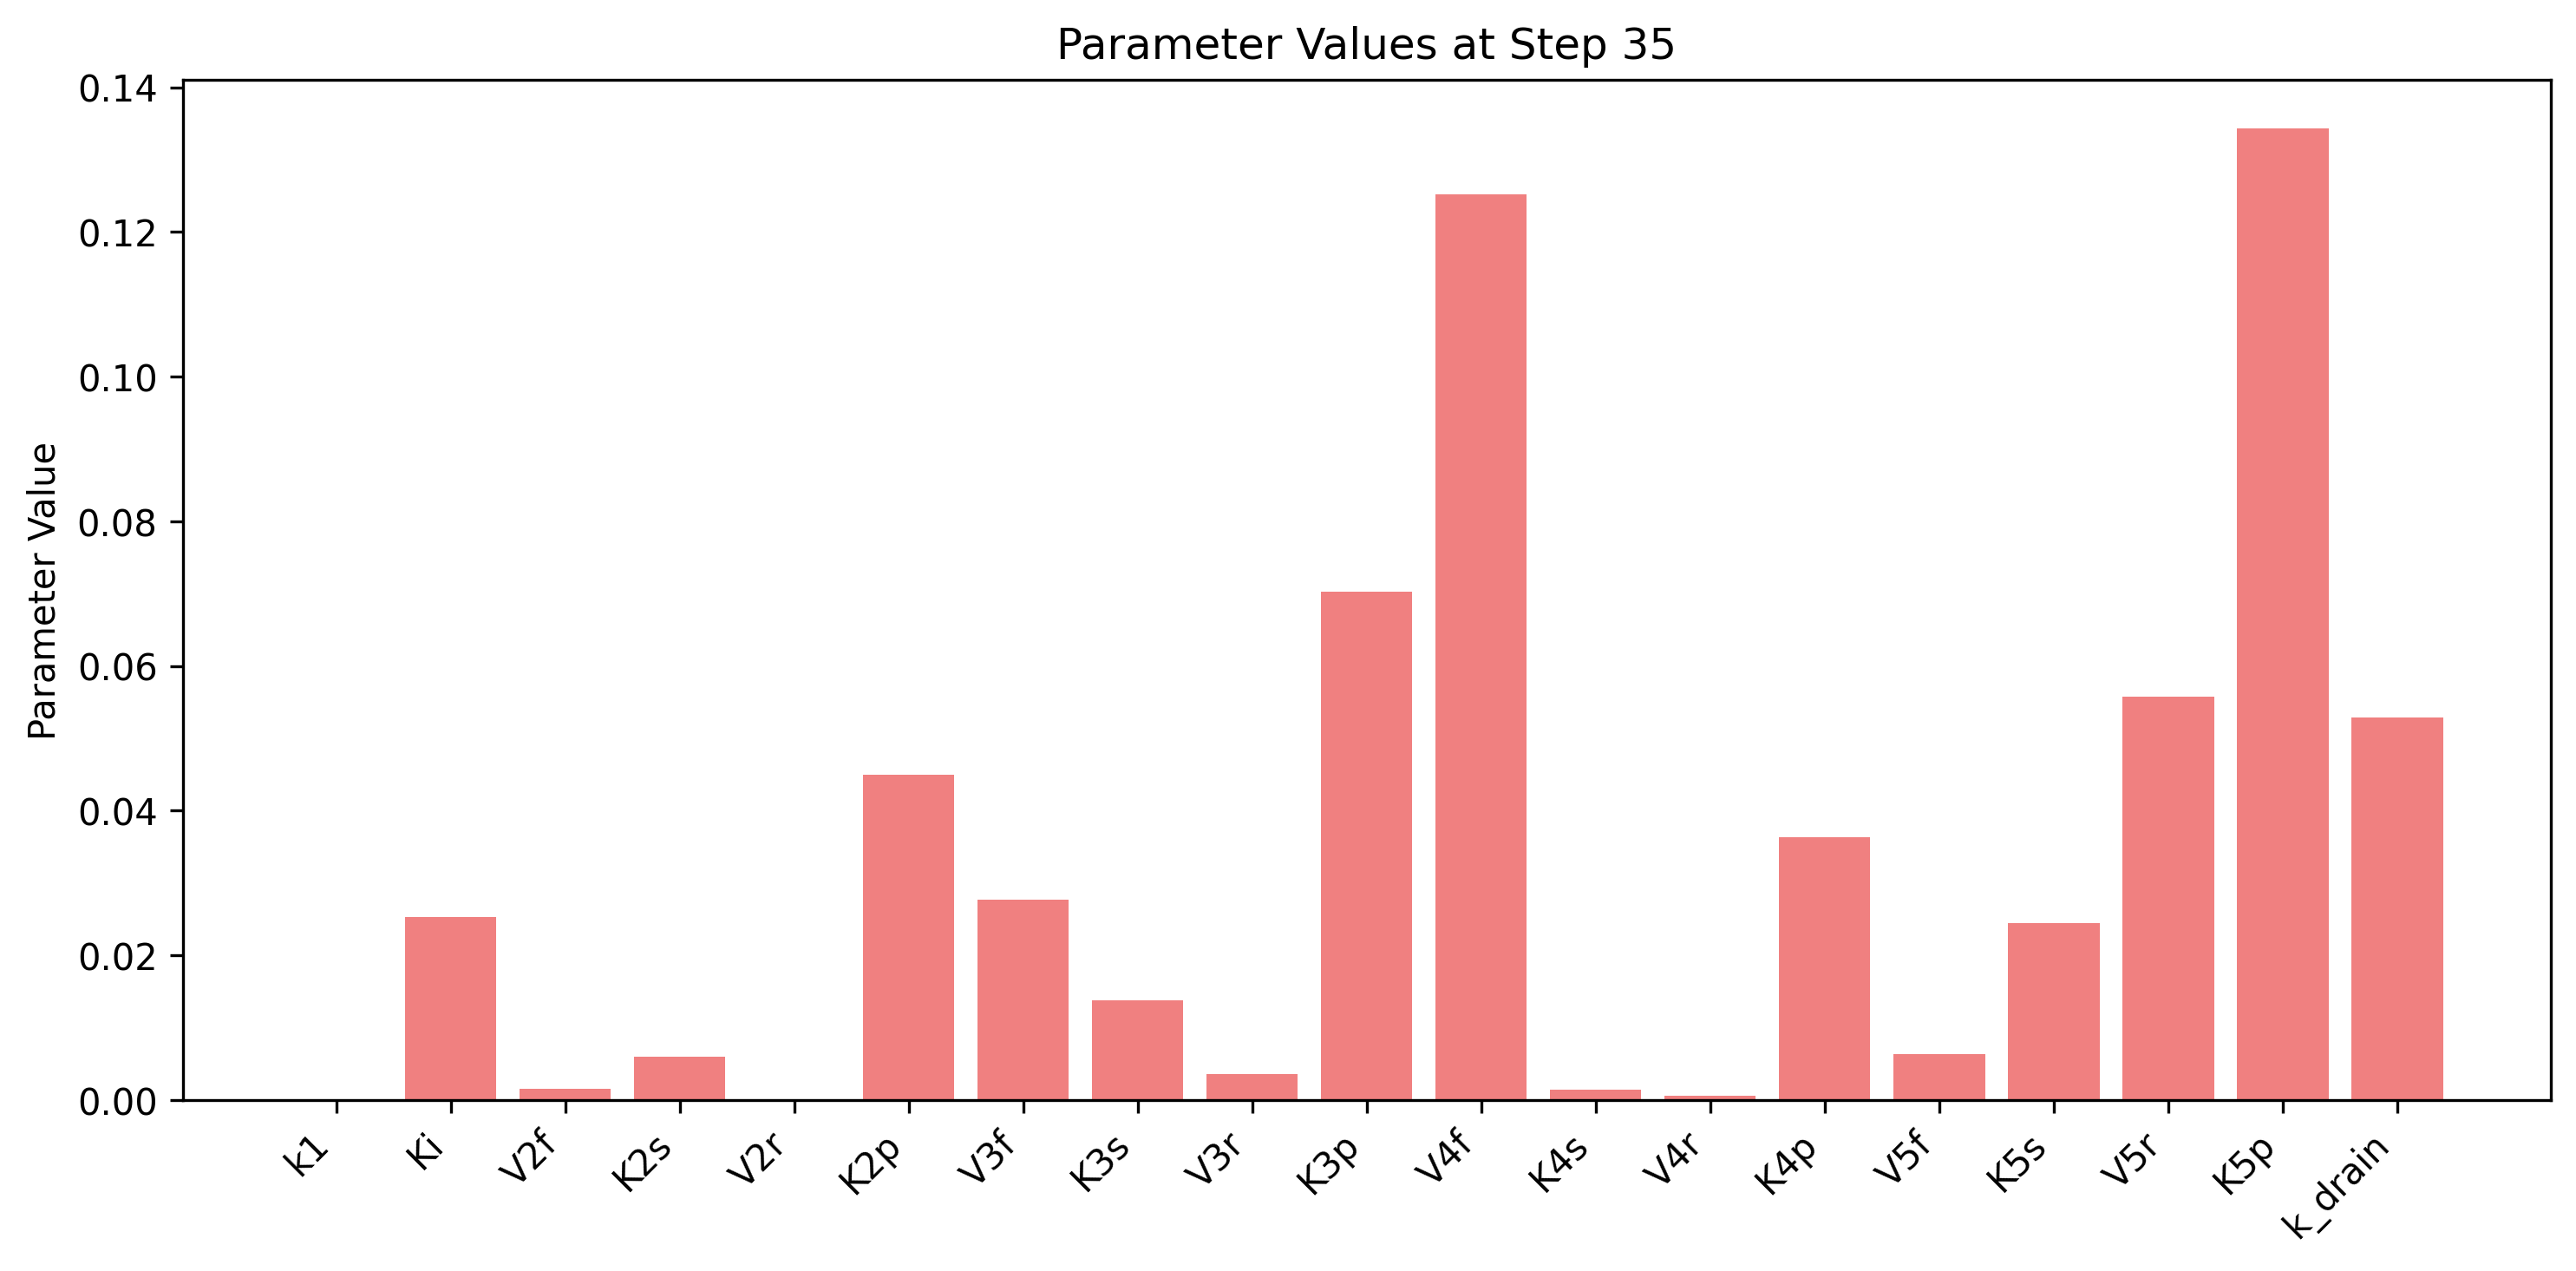 Parameter Values at Step 35
Parameter Value
0.14
0.12
0.10
0.08
0.06
0.04
0.02
0.00
k1
Ki
V2f
K2s
V2r
K2p
V3f
K3s
V3r
K3p
V4f
K4s
V4r
K4p
V5f
K5s
V5r
K5p
k_drain